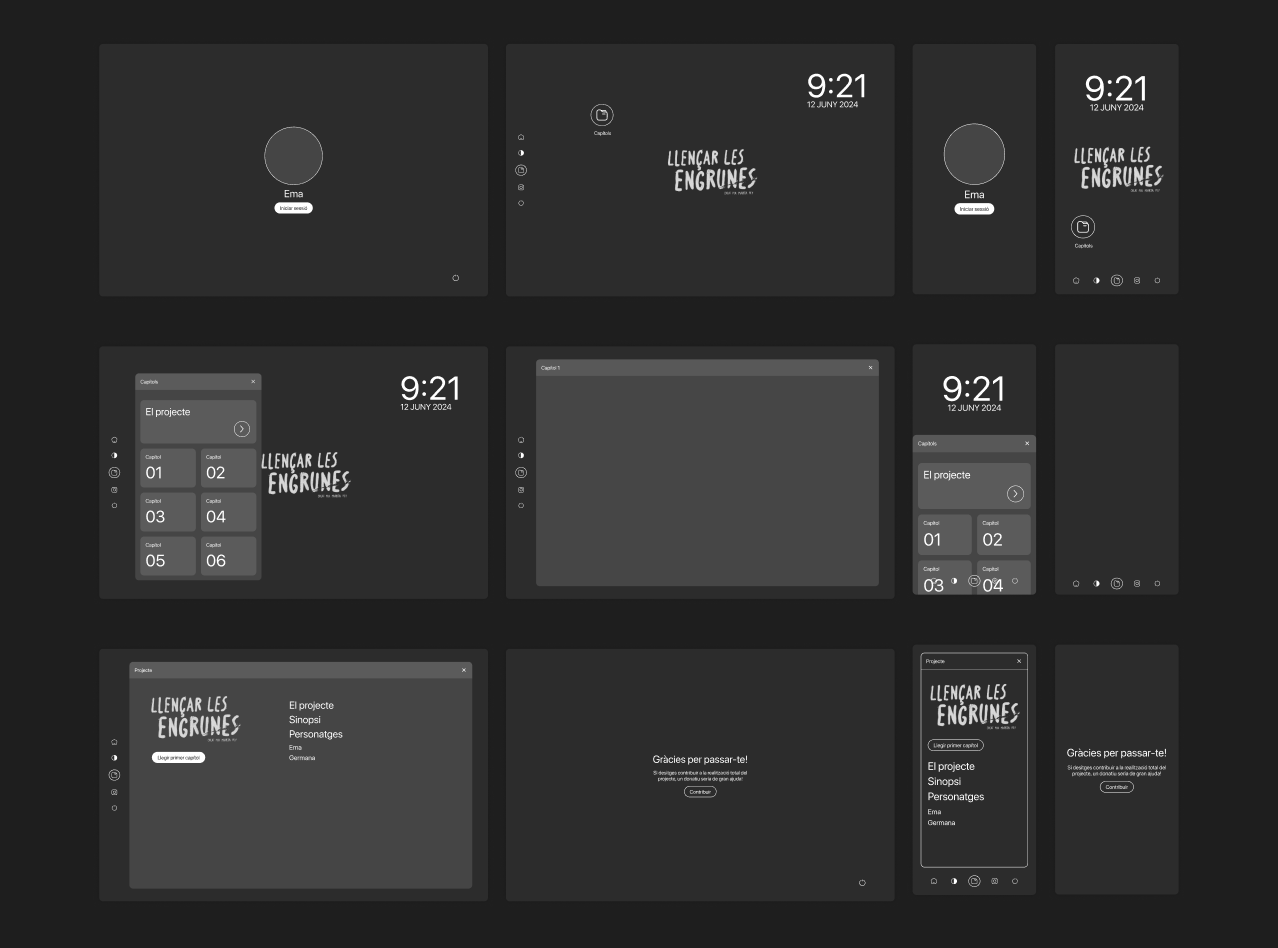 Ema
Iniciar sessió
Capítols
9:21
12 JUNY 2024
LLENÇAR LES
ENGRUNES
Ema
Iniciar sessió
9:21
12 JUNY 2024
LLENÇAR LES
ENGRUNES
Capítols
Capítols
El projecte
Capítol
01
Capítol
02
Capítol
03
Capítol
04
Capítol
05
Capítol
06
LLENÇAR LES
ENGRUNES
9:21
12 JUNY 2024
Capítol 1
9:21
12 JUNY 2024
Capítols
El projecte
Capítol
01
Capítol
02
Capítol
03
Capítol
04
Projecte
LLENÇAR LES
ENGRUNES
Llegir primer capítol
El projecte
Sinopsi
Personatges
Ema
Germana
Gràcies per passar-te!
Si desitges contribuir a la realització total del
projecte, un donatiu seria de gran ajuda!
Contribuir
Projecte
LLENÇAR LES
ENGRUNES
Llegir primer capítol
El projecte
Sinopsi
Personatges
Ema
Germana
Gràcies per passar-te!
Si desitges contribuir a la realització total del
projecte, un donatiu seria de gran ajuda!
Contribuir